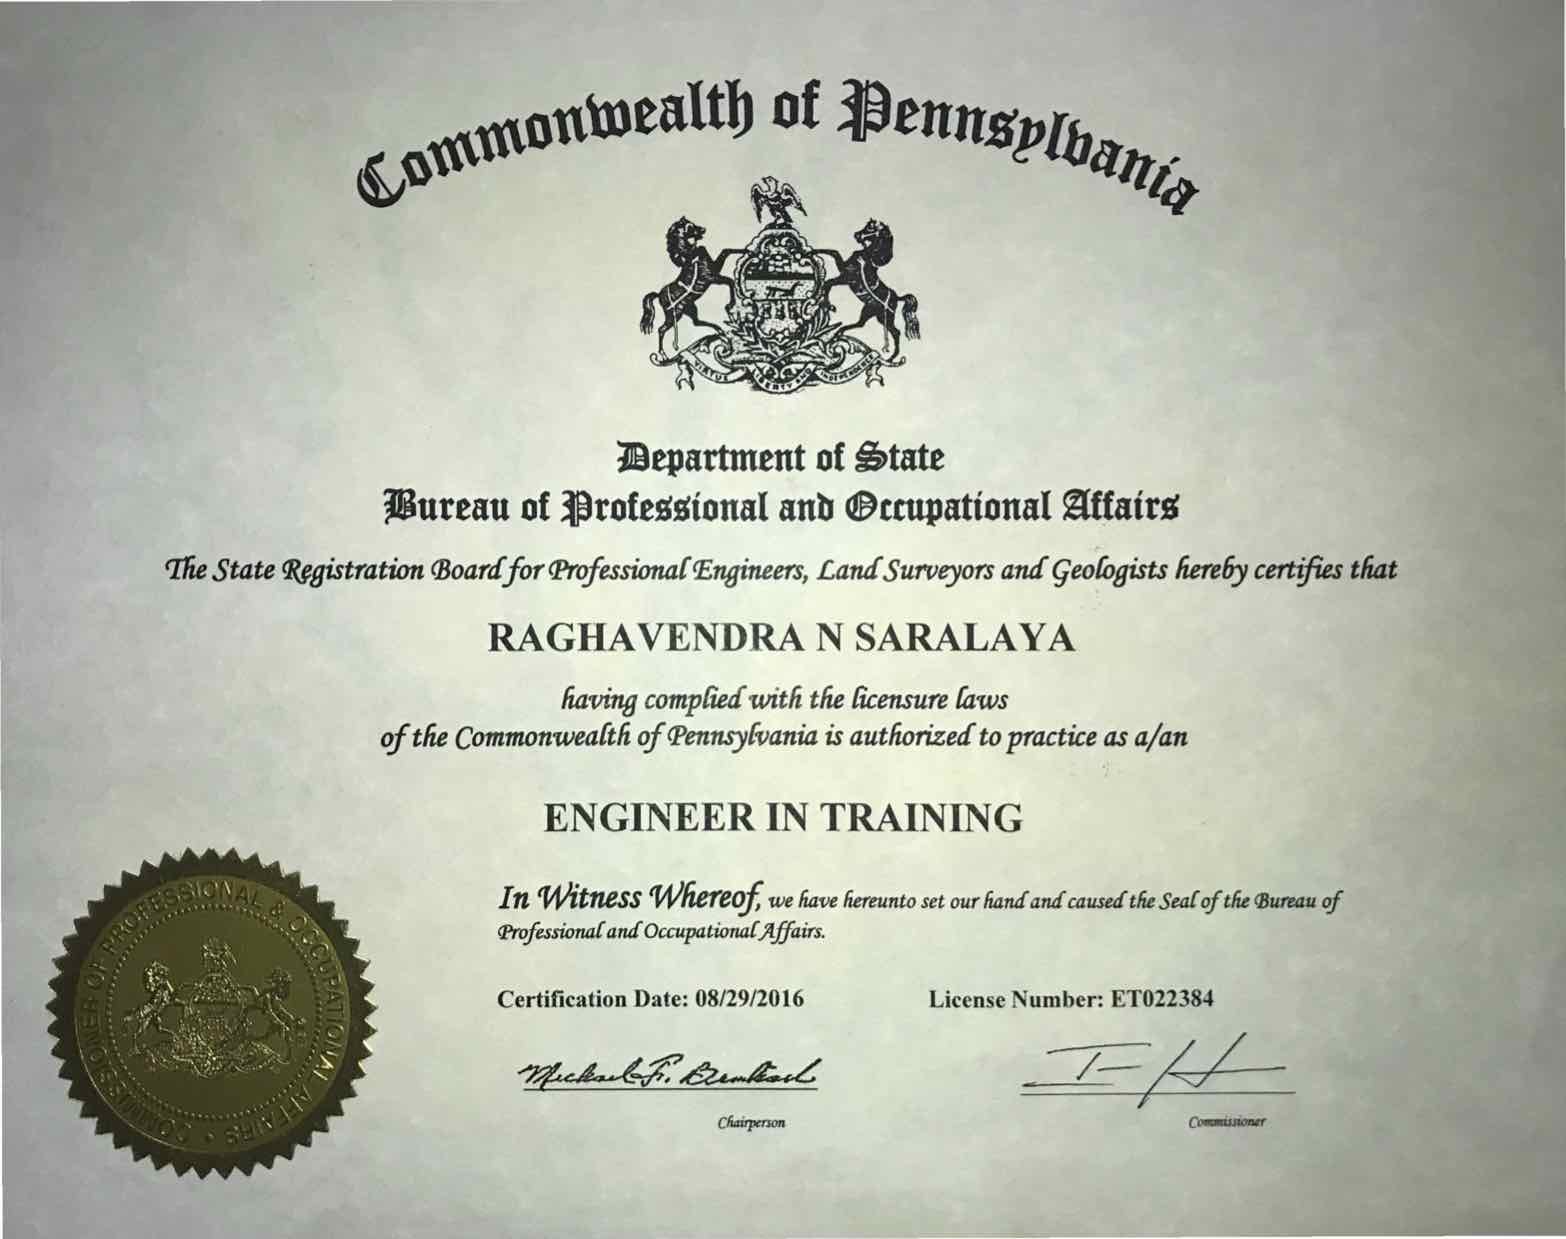 Commonwealth of Pennsylvania
VIRTUE LIBERTY AND INDEPENDENCE
Department of State
Bureau of Professional and Occupational Affairs
The State Registration Board for Professional Engineers, Land Surveyors and Geologists hereby certifies that
RAGHAVENDRA N SARALAYA
having complied with the licensure laws
of the Commonwealth of Pennsylvania is authorized to practice as a/an
ENGINEER IN TRAINING
In Witness Whereof, we have hereunto set our hand and caused the Seal of the Bureau of
Professional and Occupational Affairs.
COMMISSIONER OF PROFESSIONAL & OCCUPATIONAL AFFAIRS
Certification Date: 08/29/2016 License Number: ET022384
Michael F.
Chairperson Commissioner